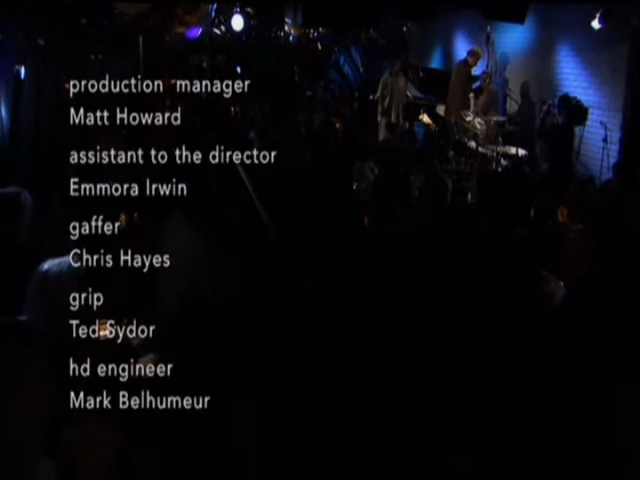 production manager
Matt Howard
assistant to the director
Emmora Irwin
gaffer
Chris Hayes
grip
Ted Sydor
hd engineer
Mark Belhumeur